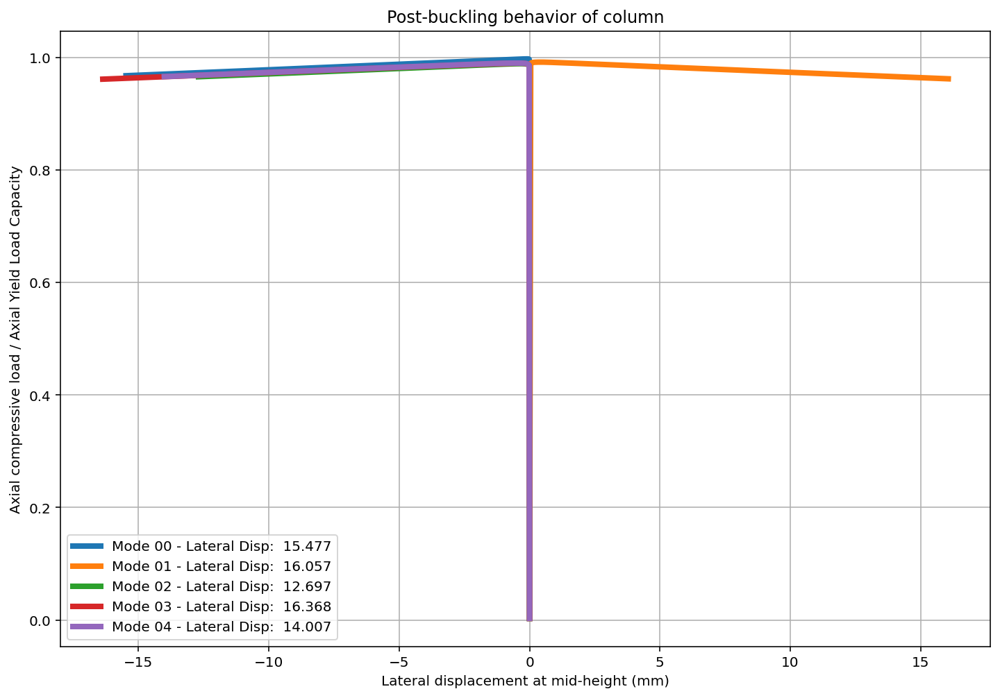 Post-buckling behavior of column
Axial compressive load / Axial Yield Load Capacity
1.0
0.8
0.6
0.4
0.2
0.0
Mode 00 - Lateral Disp:  15.477
Mode 01 - Lateral Disp:  16.057
Mode 02 - Lateral Disp:  12.697
Mode 03 - Lateral Disp:  16.368
Mode 04 - Lateral Disp:  14.007
−15 −10 −5 0 5 10 15
Lateral displacement at mid-height (mm)